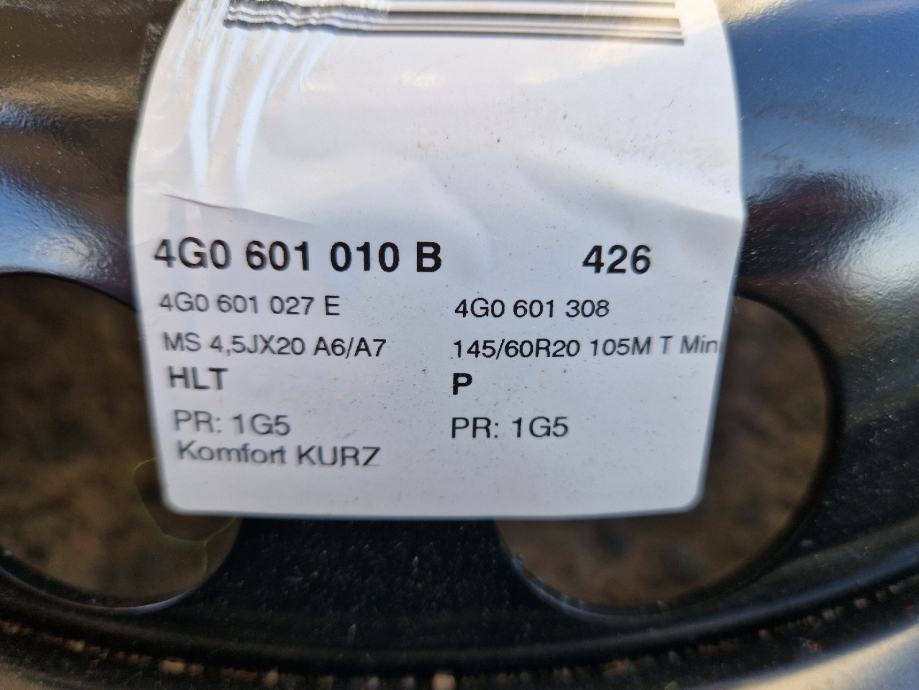 4G0 601 010 B 426
4G0 601 027 E 4G0 601 308
MS 4,5JX20 A6/A7 145/60R20 105M T Min
HLT P
PR: 1G5 PR: 1G5
Komfort KURZ